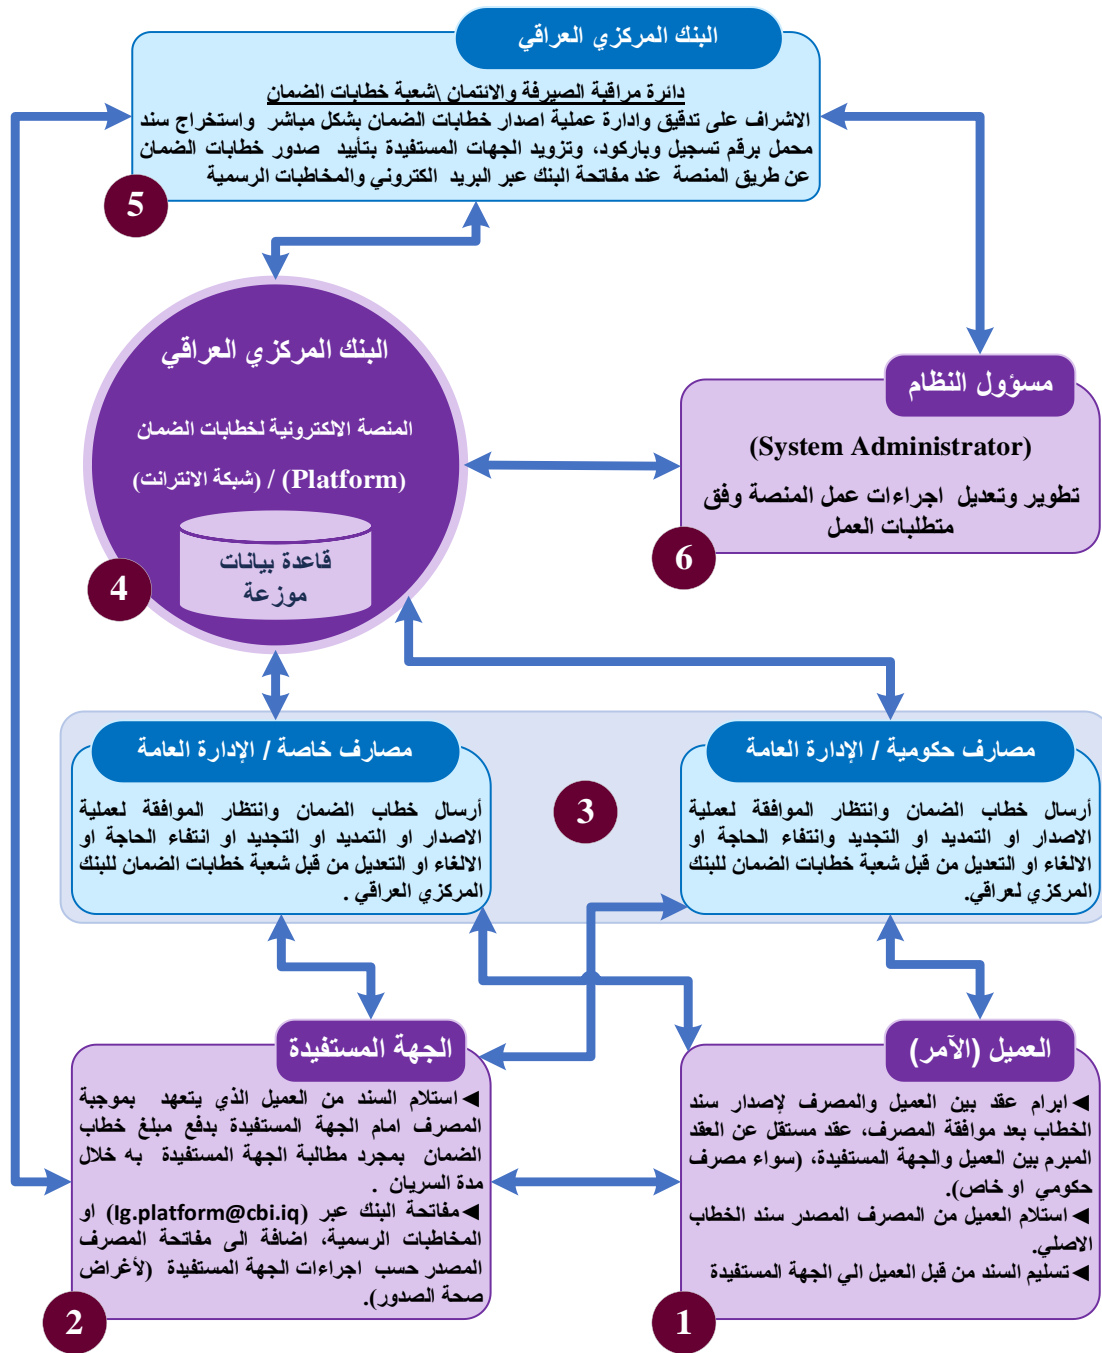 البنك المركزي العراقي
دائرة مراقبة الصيرفة والائتمان \شعبة خطابات الضمان
الاشراف على تدقيق وادارة عملية اصدار خطابات الضمان بشكل مباشر واستخراج سند
محمل برقم تسجيل وباركود، وتزويد الجهات المستفيدة بتأييد صدور خطابات الضمان
عن طريق المنصة عند مفاتحة البنك عبر البريد الكتروني والمخاطبات الرسمية
5
البنك المركزي العراقي
المنصة الالكترونية لخطابات الضمان
(Platform) / (شبكة الانترانت)
قاعدة بيانات
موزعة
4
مسؤول النظام
(System Administrator)
تطوير وتعديل اجراءات عمل المنصة وفق
متطلبات العمل
6
مصارف حكومية / الإدارة العامة
أرسال خطاب الضمان وانتظار الموافقة لعملية
الاصدار او التمديد او التجديد وانتفاء الحاجة او
الالغاء او التعديل من قبل شعبة خطابات الضمان للبنك
المركزي لعراقي.
3
مصارف خاصة / الإدارة العامة
أرسال خطاب الضمان وانتظار الموافقة لعملية
الاصدار او التمديد او التجديد او انتفاء الحاجة او
الالغاء او التعديل من قبل شعبة خطابات الضمان للبنك
المركزي العراقي .
العميل (الآمر)
◄ابرام عقد بين العميل والمصرف لإصدار سند
الخطاب بعد موافقة المصرف، عقد مستقل عن العقد
المبرم بين العميل والجهة المستفيدة، (سواء مصرف
حكومي او خاص).
◄استلام العميل من المصرف المصدر سند الخطاب
الاصلي.
◄تسليم السند من قبل العميل الي الجهة المستفيدة
1
الجهة المستفيدة
◄استلام السند من العميل الذي يتعهد بموجبة
المصرف امام الجهة المستفيدة بدفع مبلغ خطاب
الضمان بمجرد مطالبة الجهة المستفيدة به خلال
مدة السريان .
◄مفاتحة البنك عبر (lg.platform@cbi.iq) او
المخاطبات الرسمية، اضافة الى مفاتحة المصرف
المصدر حسب اجراءات الجهة المستفيدة (لأغراض
صحة الصدور).
2